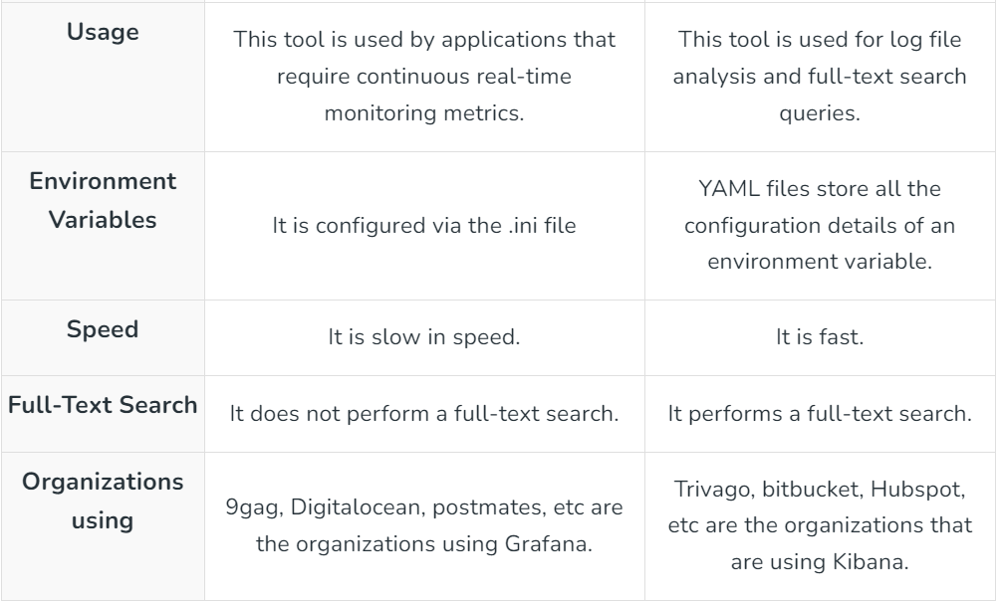 Usage
This tool is used by applications that
require continuous real-time
monitoring metrics.
This tool is used for log file
analysis and full-text search
queries.
Environment
Variables
It is configured via the .ini file
YAML files store all the
configuration details of an
environment variable.
Speed
It is slow in speed.
It is fast.
Full-Text Search
It does not perform a full-text search.
It performs a full-text search.
Organizations
using
9gag, Digitalocean, postmates, etc are
the organizations using Grafana.
Trivago, bitbucket, Hubspot,
etc are the organizations that
are using Kibana.